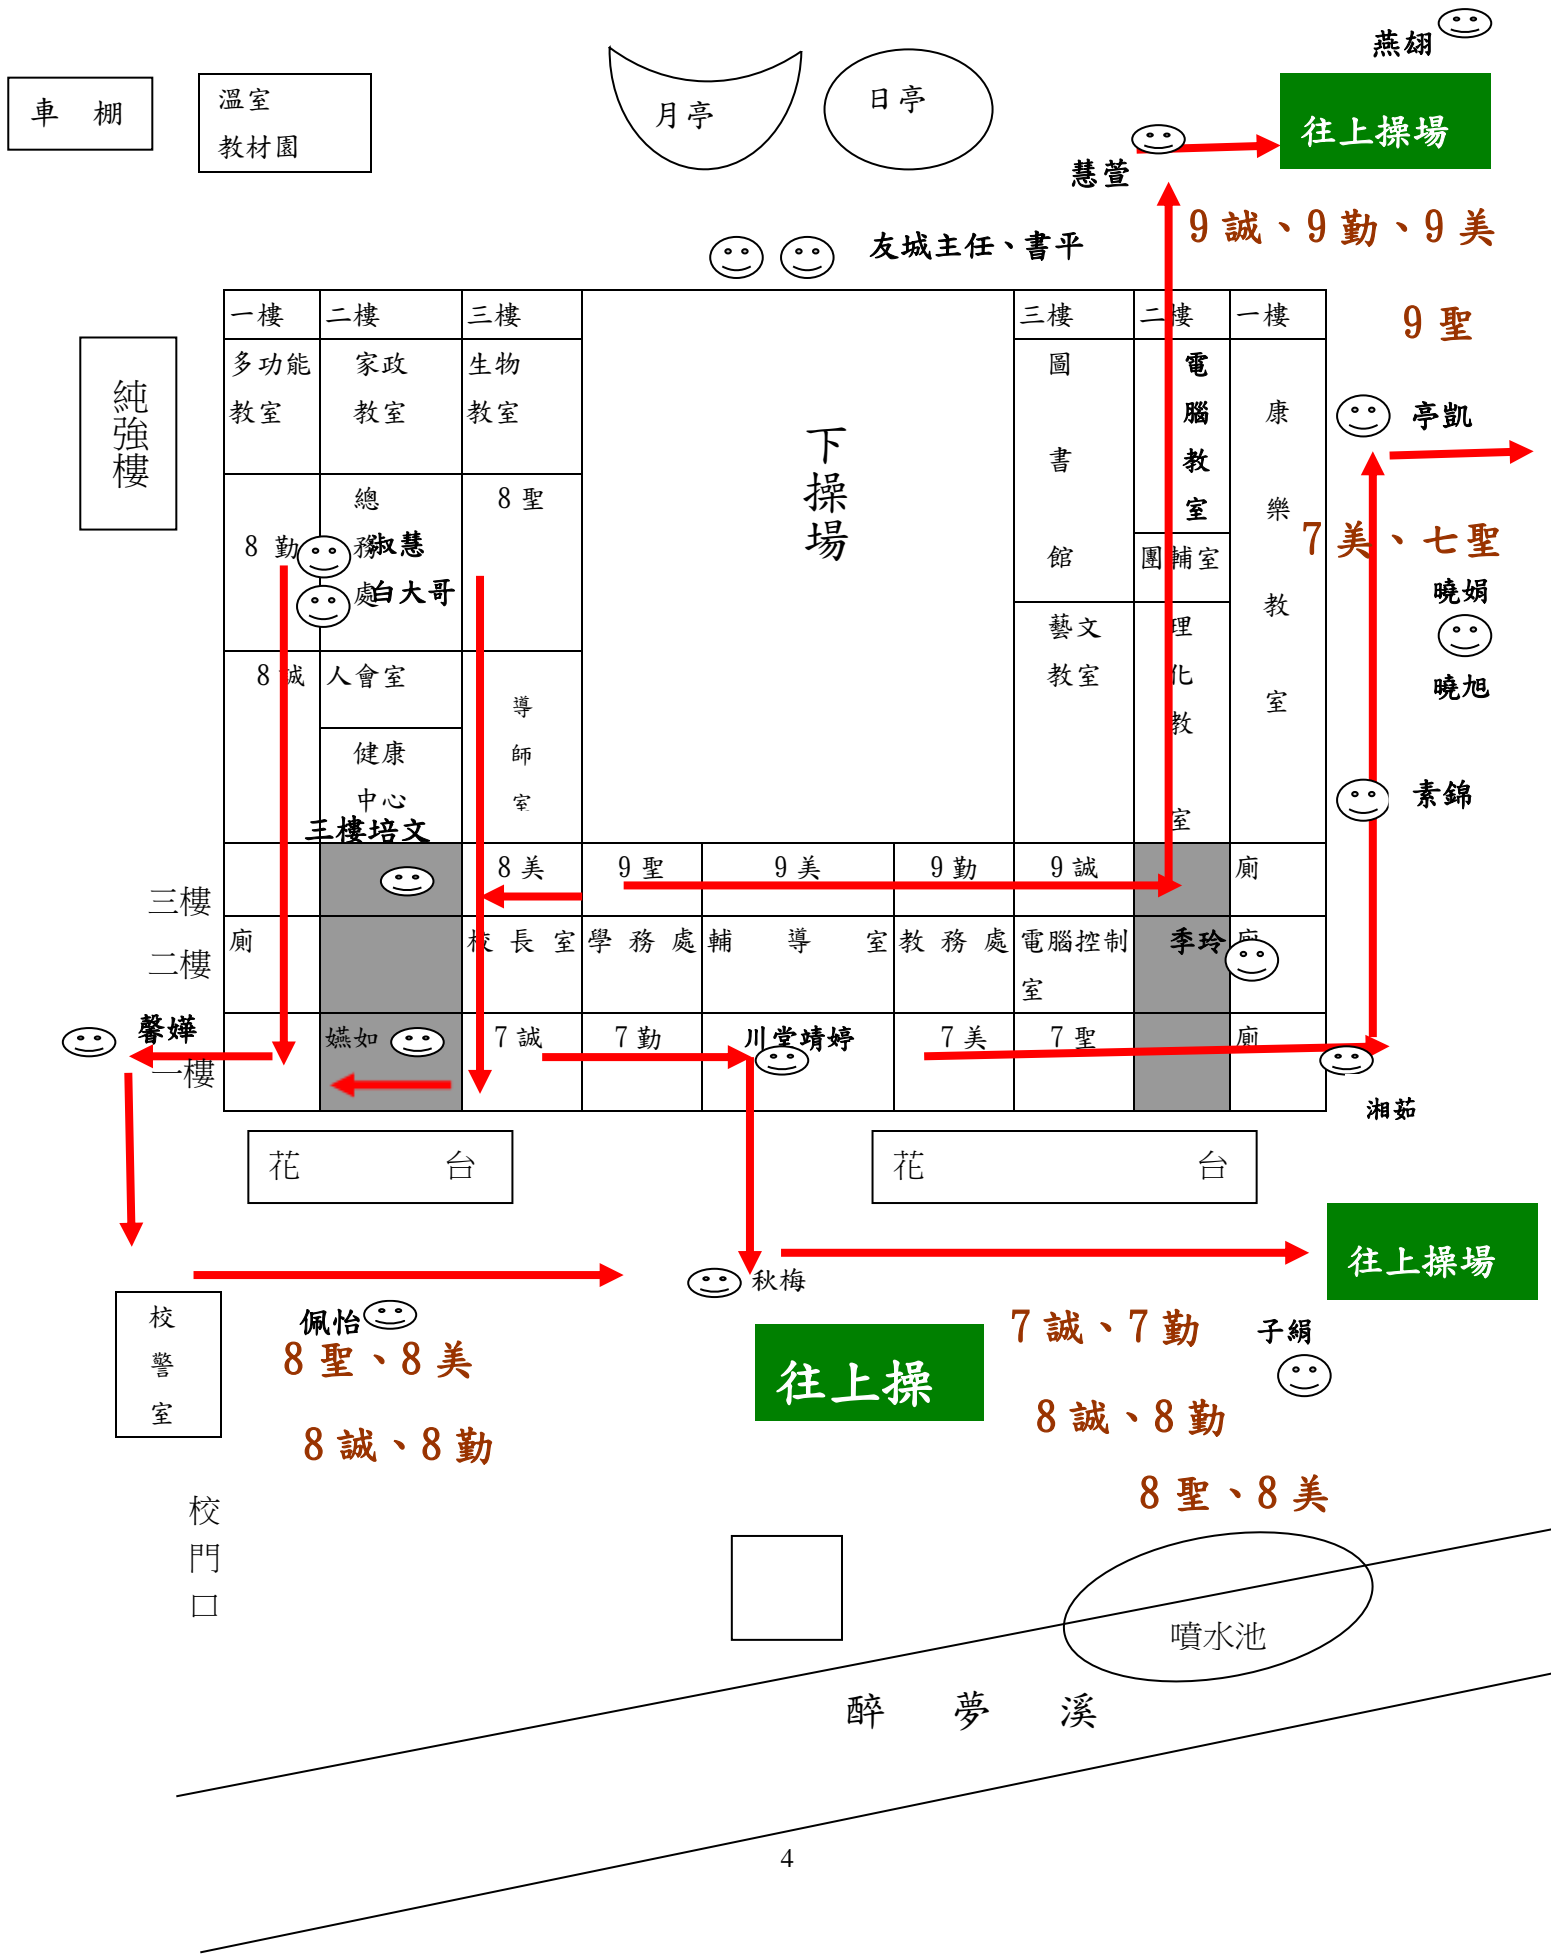 燕翃
車 棚
溫室
教材園
月亭
日亭
往上操場
慧萱
9 誠、9 勤、9 美
友城主任、書平
一樓
二樓
三樓
三樓
二樓
一樓
9 聖
純強樓
多功能
教室
家政
教室
生物
教室
下操場
圖書館
電腦教室
康樂教室
亭凱
8 勤
總務處
8 聖
淑慧
白大哥
團輔室
7 美、七聖
曉娟
曉旭
8 誠
人會室
導師室
藝文
教室
理化教室
健康
中心
素錦
三樓培文
三樓
8 美
9 聖
9 美
9 勤
9 誠
廁
二樓
廁
校 長 室
學 務 處
輔 導 室
教 務 處
電腦控制
室
季玲
廁
馨嬅
一樓
嬿如
7 誠
7 勤
川堂靖婷
7 美
7 聖
廁
湘茹
花 台
花 台
往上操場
秋梅
校警室
佩怡
8 聖、8 美
8 誠、8 勤
往上操
7 誠、7 勤
子絹
8 誠、8 勤
8 聖、8 美
校門口
噴水池
醉 夢 溪
4